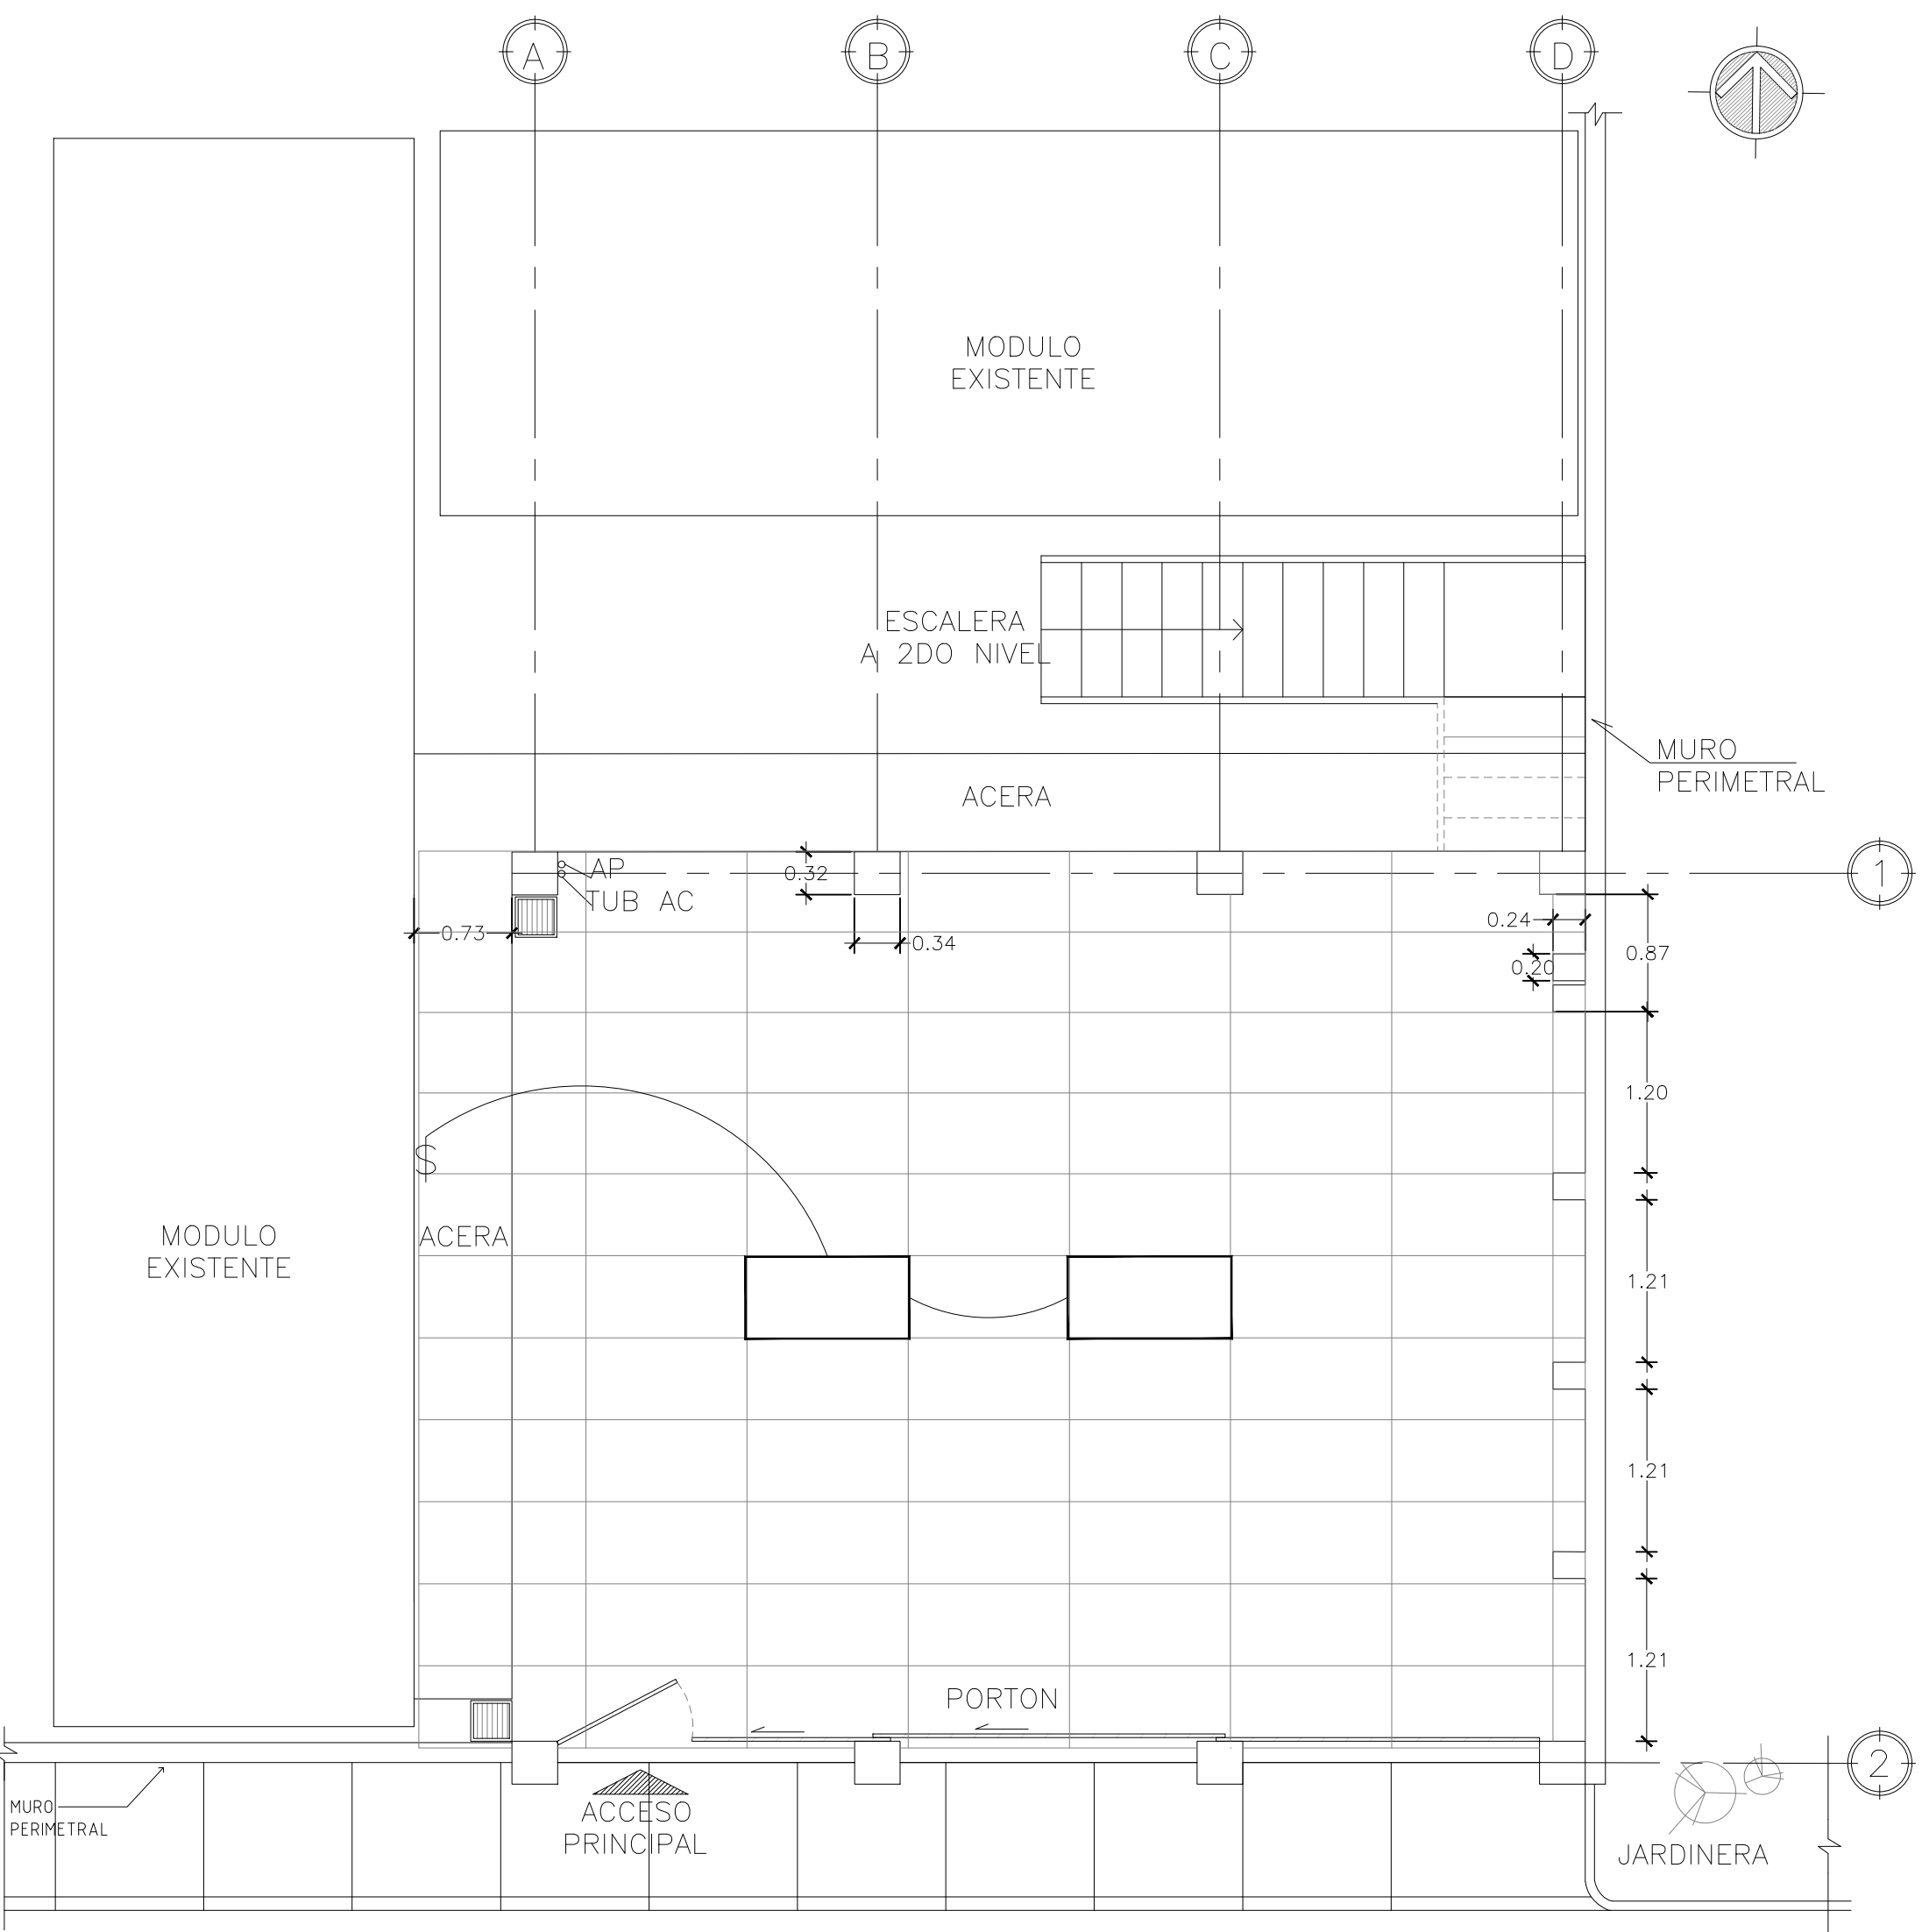 A
B
C
D
MODULO
EXISTENTE
ESCALERA
A 2DO NIVEL
MURO
PERIMETRAL
ACERA
AP
TUB AC
0.32
0.34
0.73
1
0.24
0.20
0.87
1.20
S
ACERA
MODULO
EXISTENTE
1.21
1.21
1.21
PORTON
2
MURO
PERIMETRAL
ACCESO
PRINCIPAL
JARDINERA